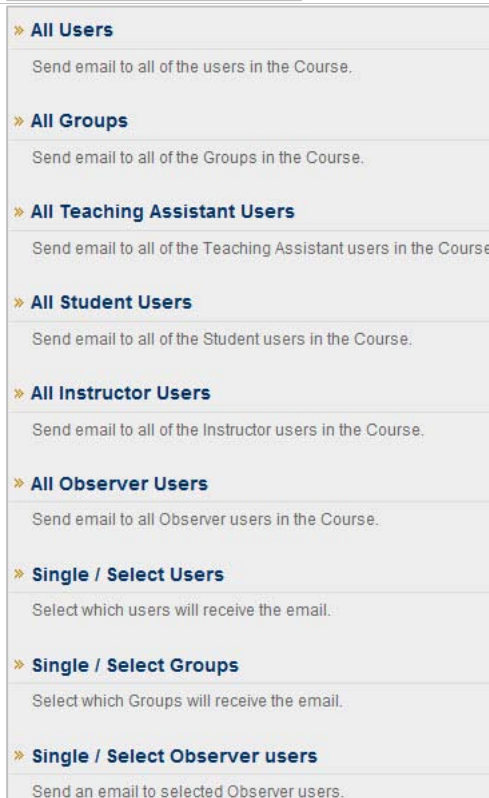 » All Users
Send email to all of the users in the Course.
» All Groups
Send email to all of the Groups in the Course.
» All Teaching Assistant Users
Send email to all of the Teaching Assistant users in the Course
» All Student Users
Send email to all of the Student users in the Course.
» All Instructor Users
Send email to all of the Instructor users in the Course.
» All Observer Users
Send email to all Observer users in the Course.
» Single / Select Users
Select which users will receive the email.
» Single / Select Groups
Select which Groups will receive the email.
» Single / Select Observer users
Send an email to selected Observer users.